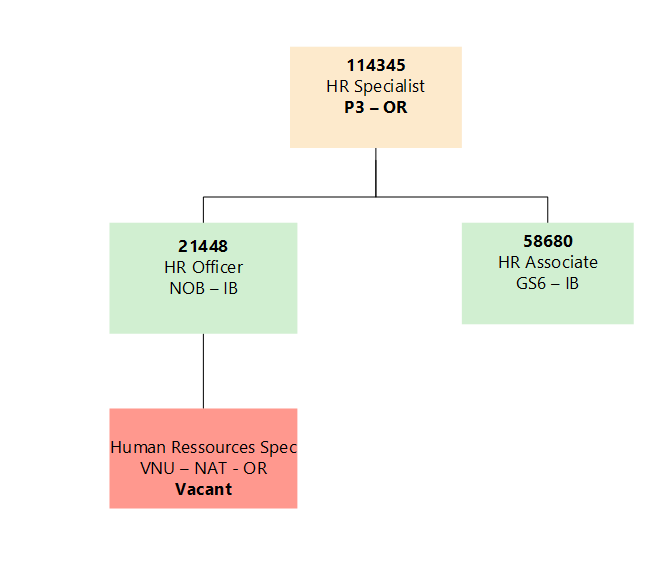 114345
HR Specialist
P3 – OR
21448
HR Officer
NOB – IB
58680
HR Associate
GS6 – IB
Human Ressources Spec
VNU – NAT - OR
Vacant